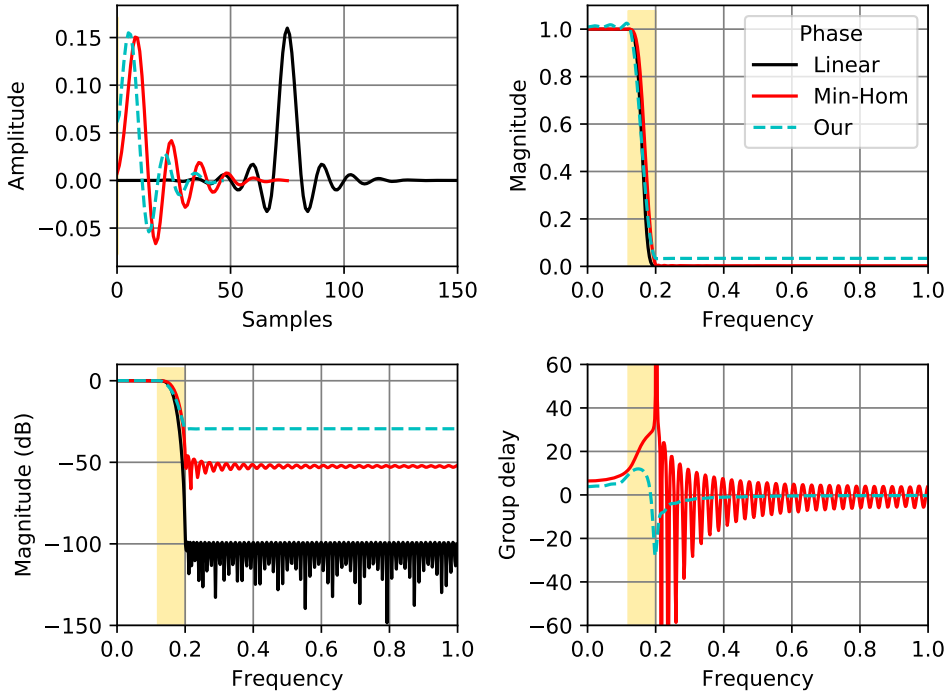 Amplitude
0.15
0.10
0.05
0.00
−0.05
0 50 100 150
Samples
Magnitude
1.0
0.8
0.6
0.4
0.2
0.0
0.0 0.2 0.4 0.6 0.8 1.0
Frequency
Phase
Linear
Min-Hom
Our
Magnitude (dB)
0
−50
−100
−150
0.0 0.2 0.4 0.6 0.8 1.0
Frequency
Group delay
60
40
20
0
−20
−40
−60
0.0 0.2 0.4 0.6 0.8 1.0
Frequency